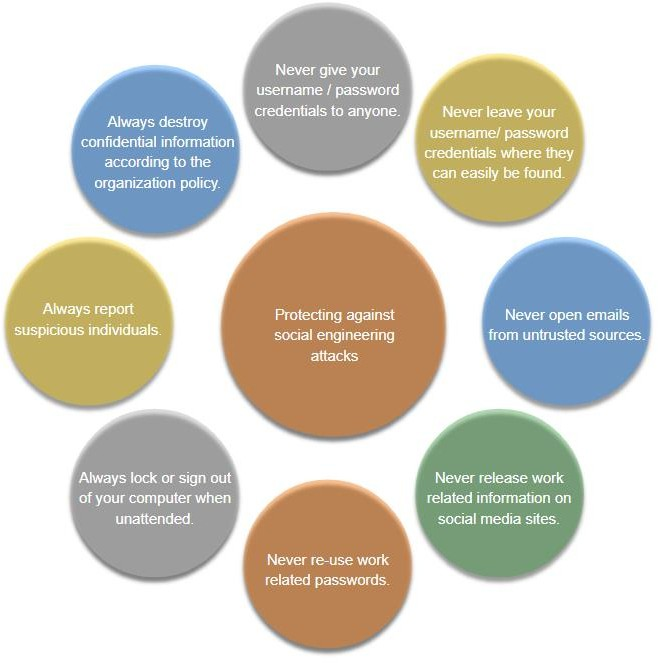 Never give your
username / password
credentials to anyone.
Never leave your
username/ password
credentials where they
can easily be found.
Never open emails
from untrusted sources.
Never release work
related information on
social media sites.
Never re-use work
related passwords.
Always lock or sign out
of your computer when
unattended.
Always report
suspicious individuals.
Always destroy
confidential information
according to the
organization policy.
Protecting against
social engineering
attacks